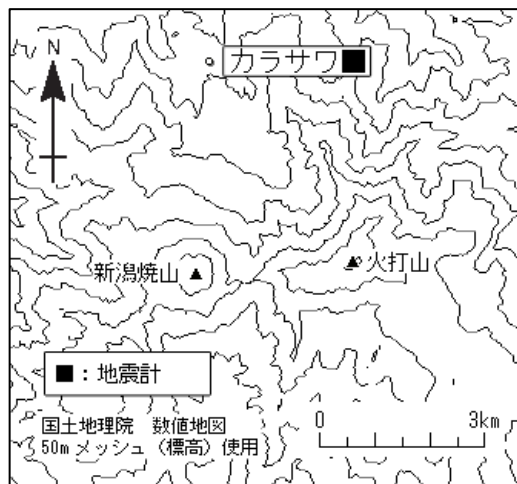 N
カラサワ■
新潟焼山
火打山
■：地震計
国土地理院 数値地図
50mメッシュ（標高）使用
0 3km